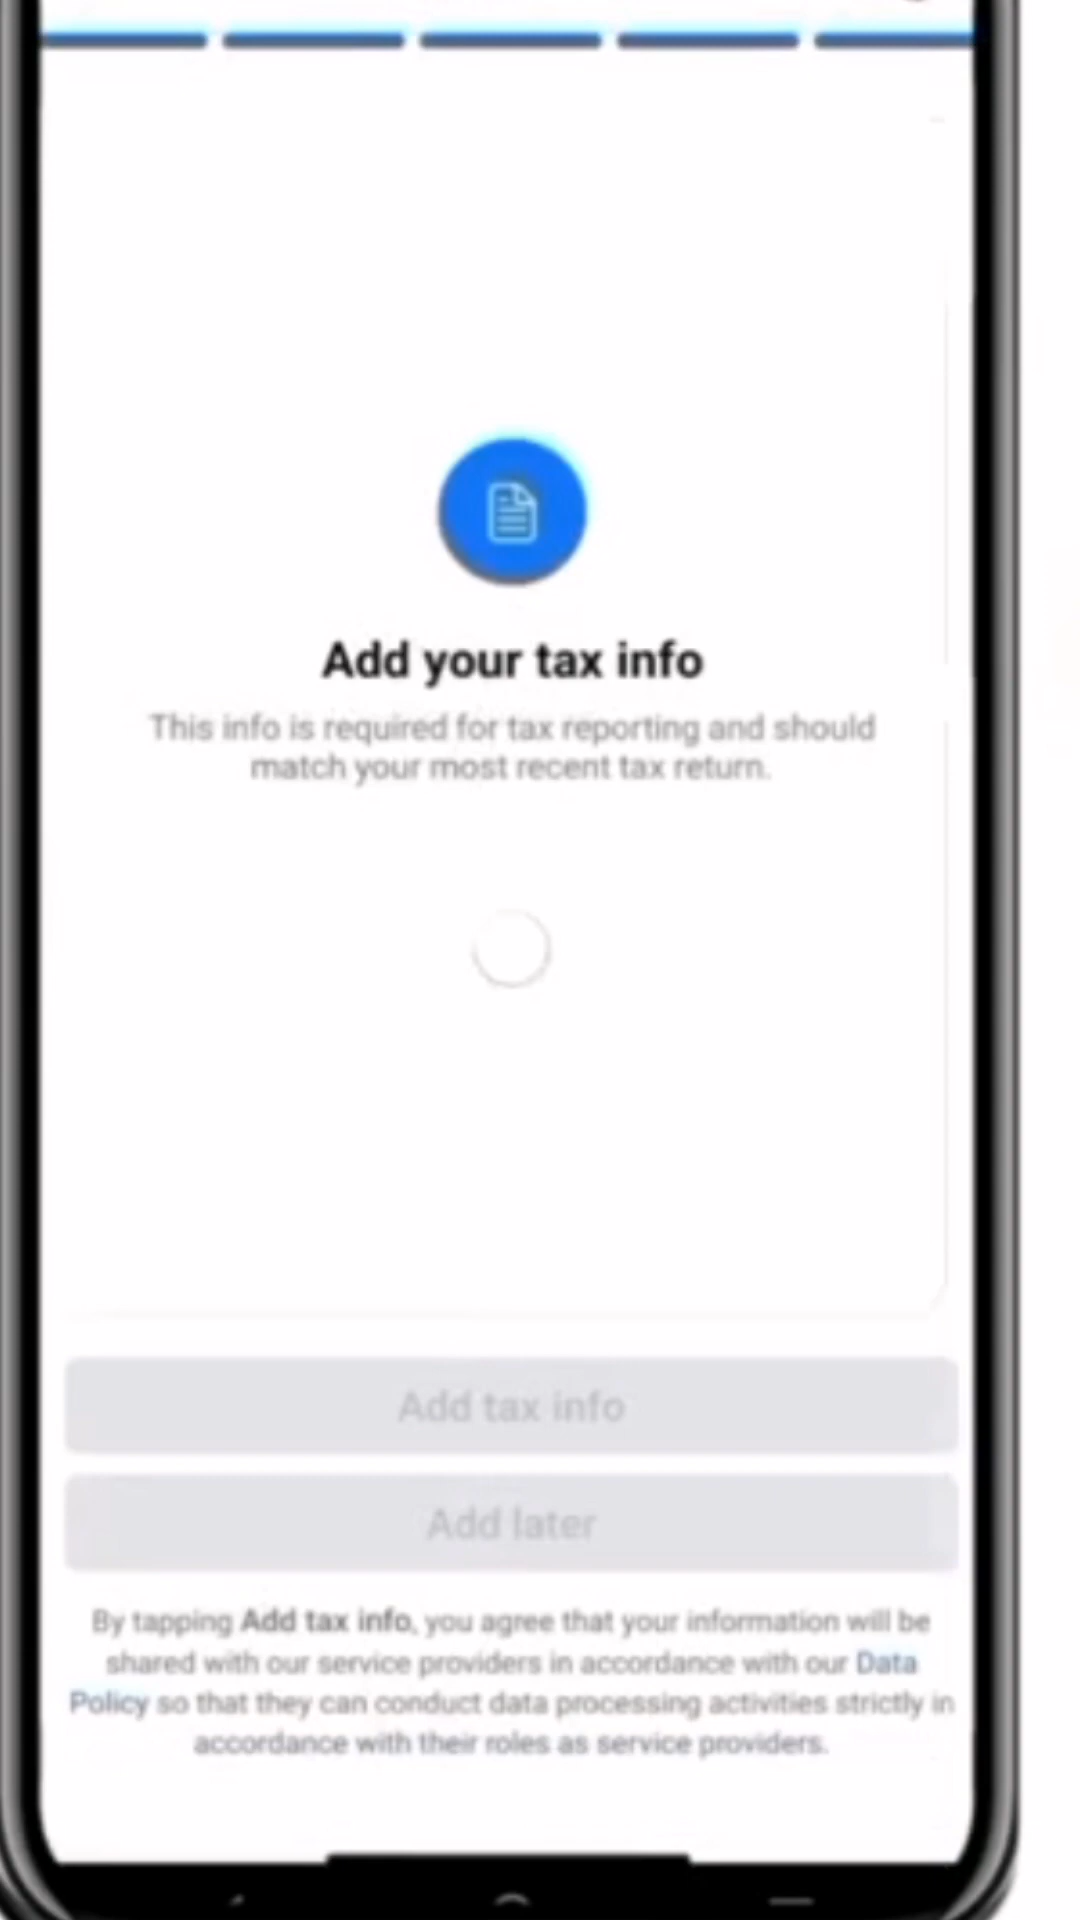 Add your tax info
This info is required for tax reporting and should
match your most recent tax return.
Add tax info
Add later
By tapping Add tax info, you agree that your information will be
shared with our service providers in accordance with our Data
Policy so that they can conduct data processing activities strictly in
accordance with their roles as service providers.